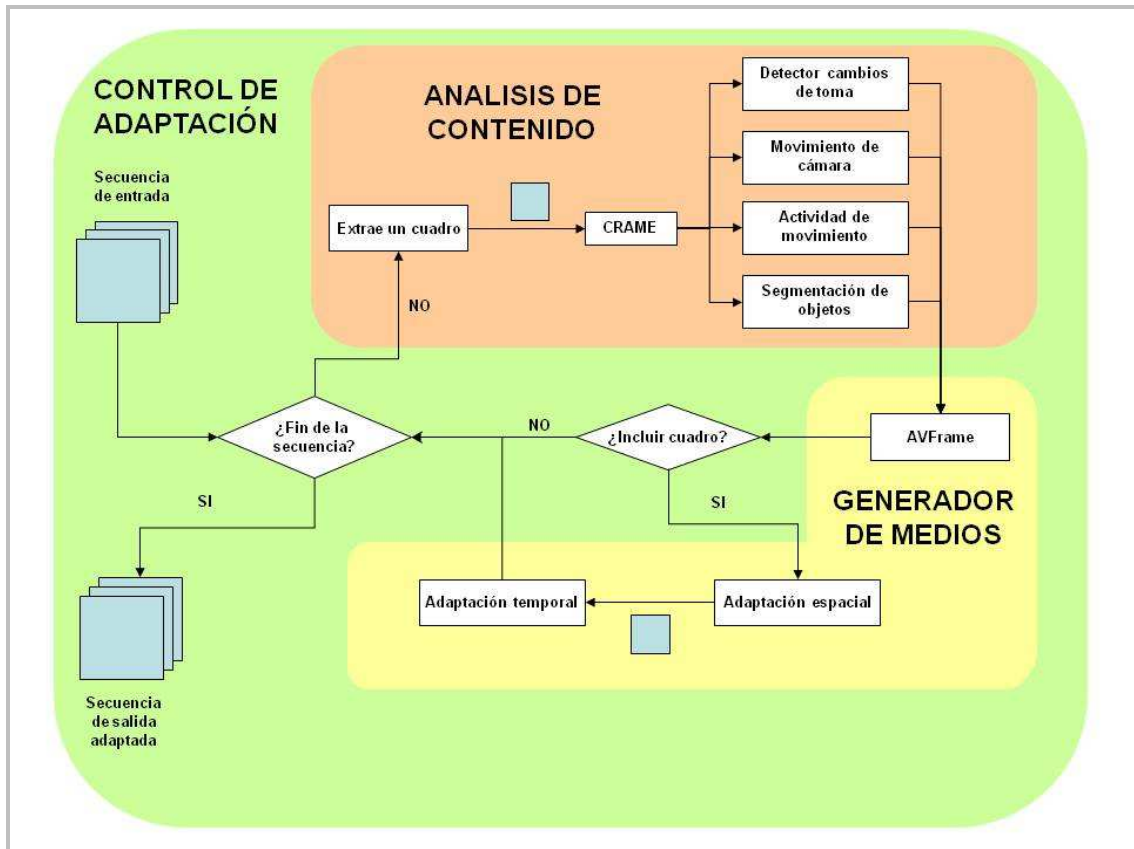 CONTROL DE
ADAPTACIÓN
Secuencia
de entrada
ANALISIS DE
CONTENIDO
Extrae un cuadro
CRAME
Detector cambios
de toma
Movimiento de
cámara
Actividad de
movimiento
Segmentación de
objetos
NO
¿Fin de la
secuencia?
NO
¿Incluir cuadro?
AVFrame
SI
SI
GENERADOR
DE MEDIOS
Adaptación temporal
Adaptación espacial
Secuencia
de salida
adaptada